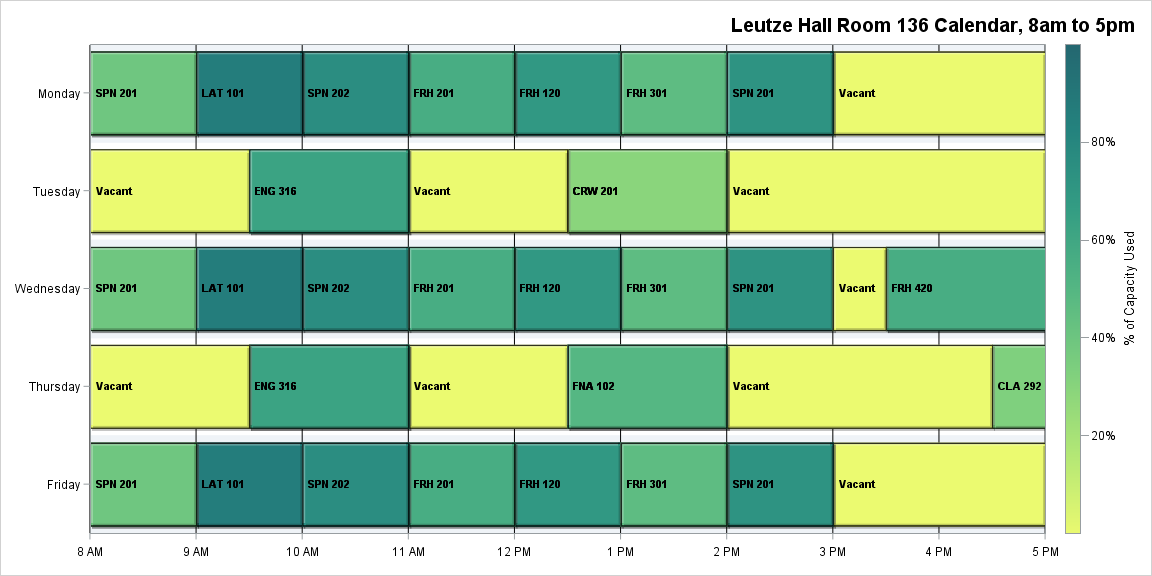 Leutze Hall Room 136 Calendar, 8am to 5pm
Monday
SPN 201
LAT 101
SPN 202
FRH 201
FRH 120
FRH 301
SPN 201
Vacant
Tuesday
Vacant
ENG 316
Vacant
CRW 201
Vacant
Wednesday
SPN 201
LAT 101
SPN 202
FRH 201
FRH 120
FRH 301
SPN 201
Vacant
FRH 420
Thursday
Vacant
ENG 316
Vacant
FNA 102
Vacant
CLA 292
Friday
SPN 201
LAT 101
SPN 202
FRH 201
FRH 120
FRH 301
SPN 201
Vacant
8 AM
9 AM
10 AM
11 AM
12 PM
1 PM
2 PM
3 PM
4 PM
5 PM
80%
60%
40%
20%
% of Capacity Used